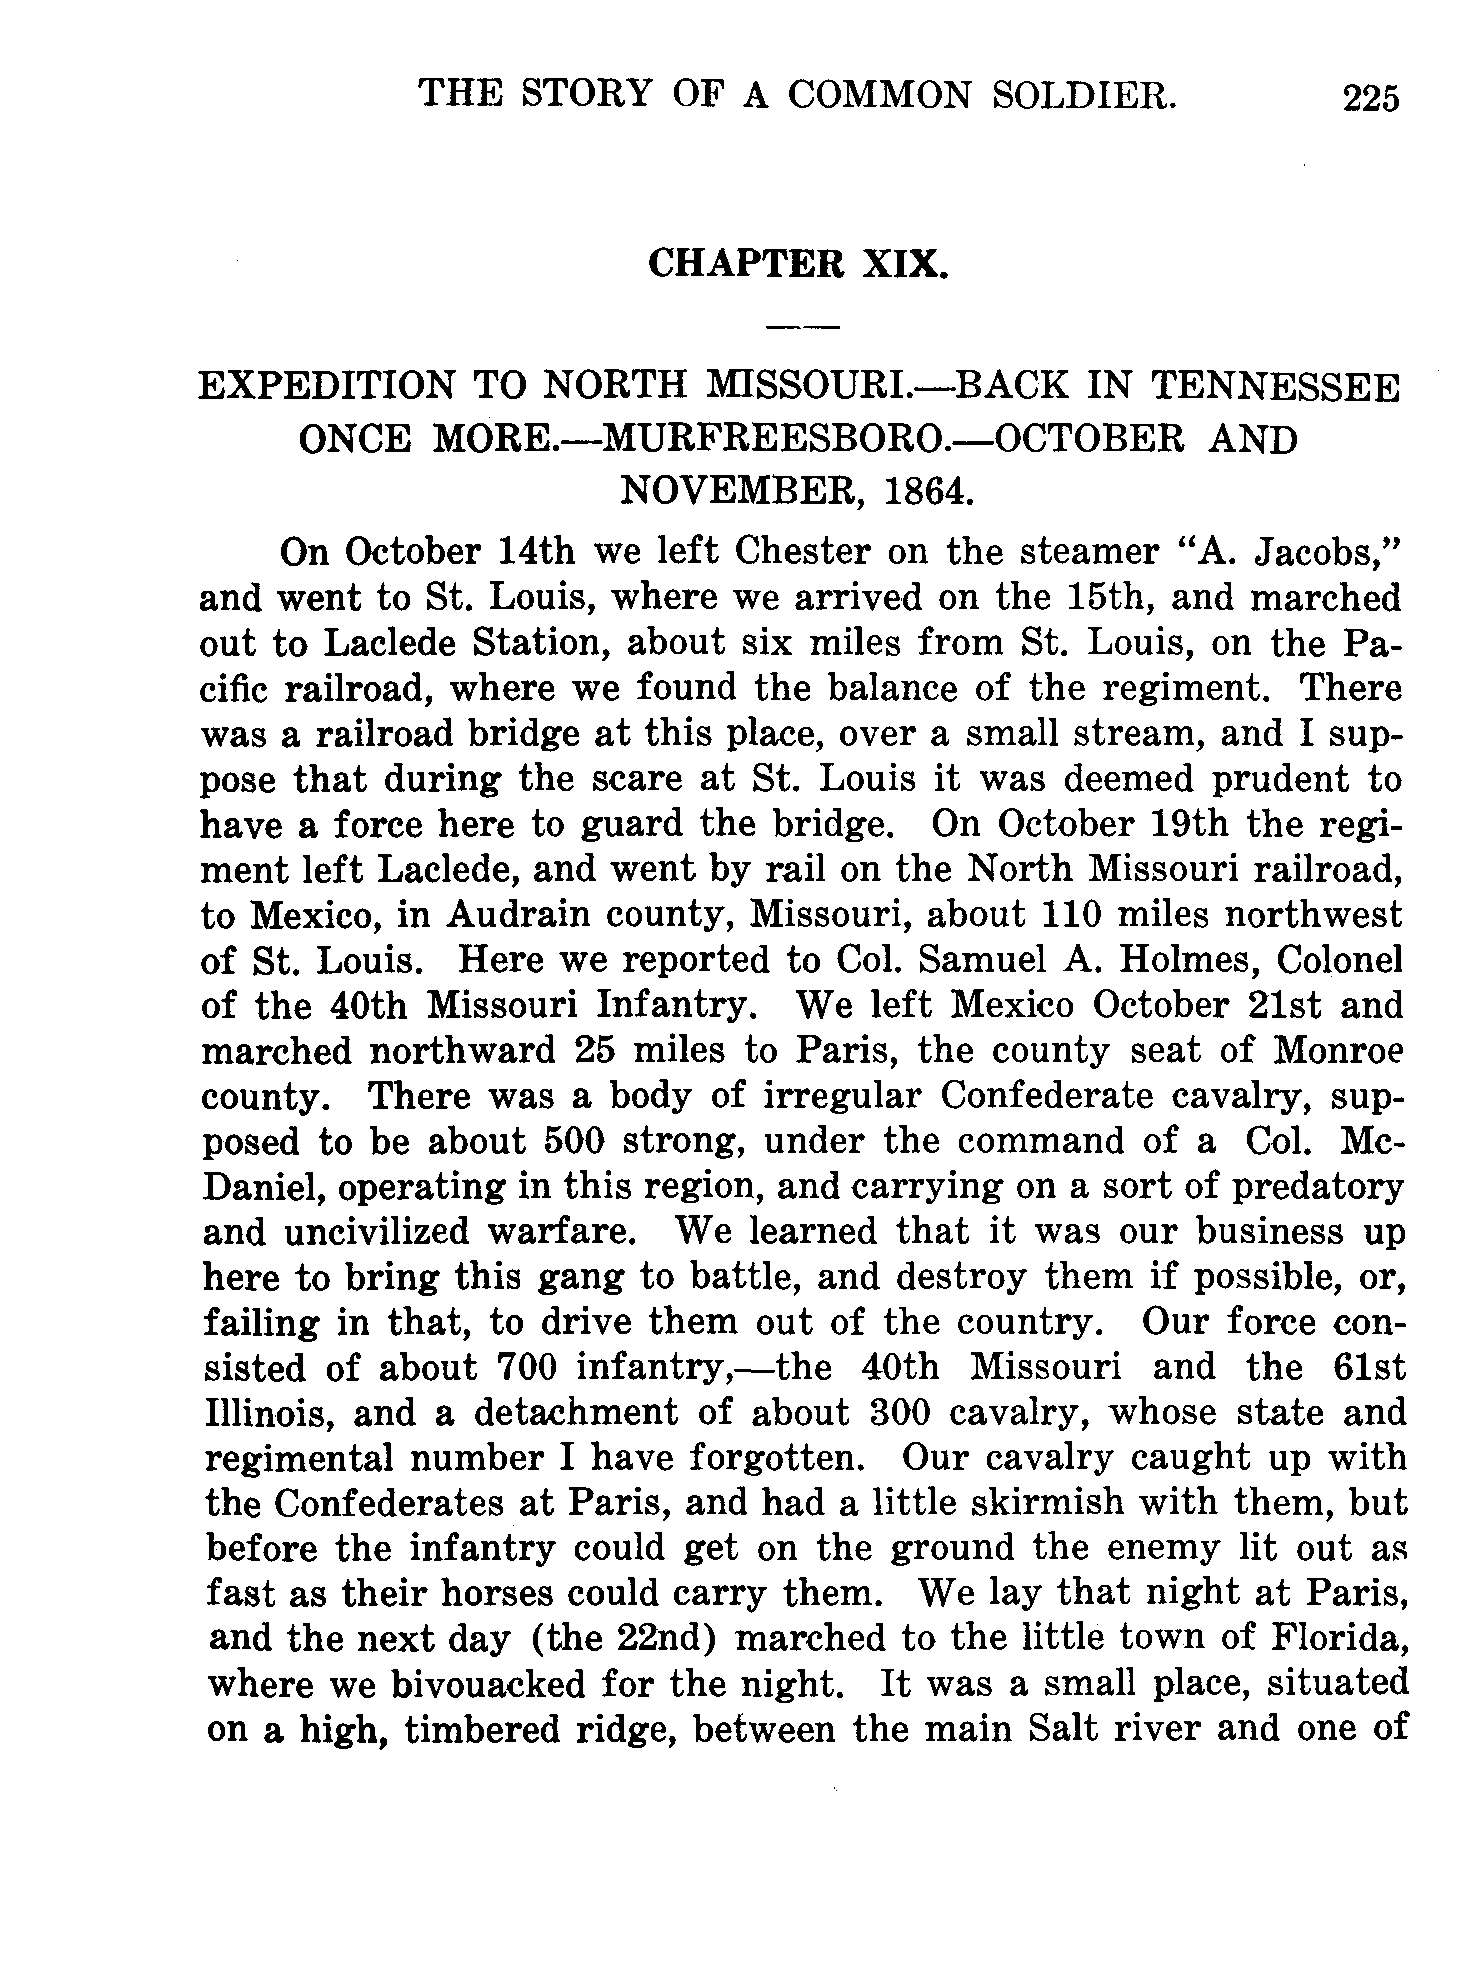 THE STORY OF A COMMON SOLDIER. 225
CHAPTER XIX.
EXPEDITION TO NORTH MISSOURI.—BACK IN TENNESSEE
ONCE MORE.—MURFREESBORO.—OCTOBER AND
NOVEMBER, 1864.
On October 14th we left Chester on the steamer “A. Jacobs,”
and went to St. Louis, where we arrived on the 15th, and marched
out to Laclede Station, about six miles from St. Louis, on the Pa-
cific railroad, where we found the balance of the regiment. There
was a railroad bridge at this place, over a small stream, and I sup-
pose that during the scare at St. Louis it was deemed prudent to
have a force here to guard the bridge. On October 19th the regi-
ment left Laclede, and went by rail on the North Missouri railroad,
to Mexico, in Audrain county, Missouri, about 110 miles northwest
of St. Louis. Here we reported to Col. Samuel A. Holmes, Colonel
of the 40th Missouri Infantry. We left Mexico October 21st and
marched northward 25 miles to Paris, the county seat of Monroe
county. There was a body of irregular Confederate cavalry, sup-
posed to be about 500 strong, under the command of a Col. Mc-
Daniel, operating in this region, and carrying on a sort of predatory
and uncivilized warfare. We learned that it was our business up
here to bring this gang to battle, and destroy them if possible, or,
failing in that, to drive them out of the country. Our force con-
sisted of about 700 infantry,—the 40th Missouri and the 61st
Illinois, and a detachment of about 300 cavalry, whose state and
regimental number I have forgotten. Our cavalry caught up with
the Confederates at Paris, and had a little skirmish with them, but
before the infantry could get on the ground the enemy lit out as
fast as their horses could carry them. We lay that night at Paris,
and the next day (the 22nd) marched to the little town of Florida,
where we bivouacked for the night. It was a small place, situated
on a high, timbered ridge, between the main Salt river and one of